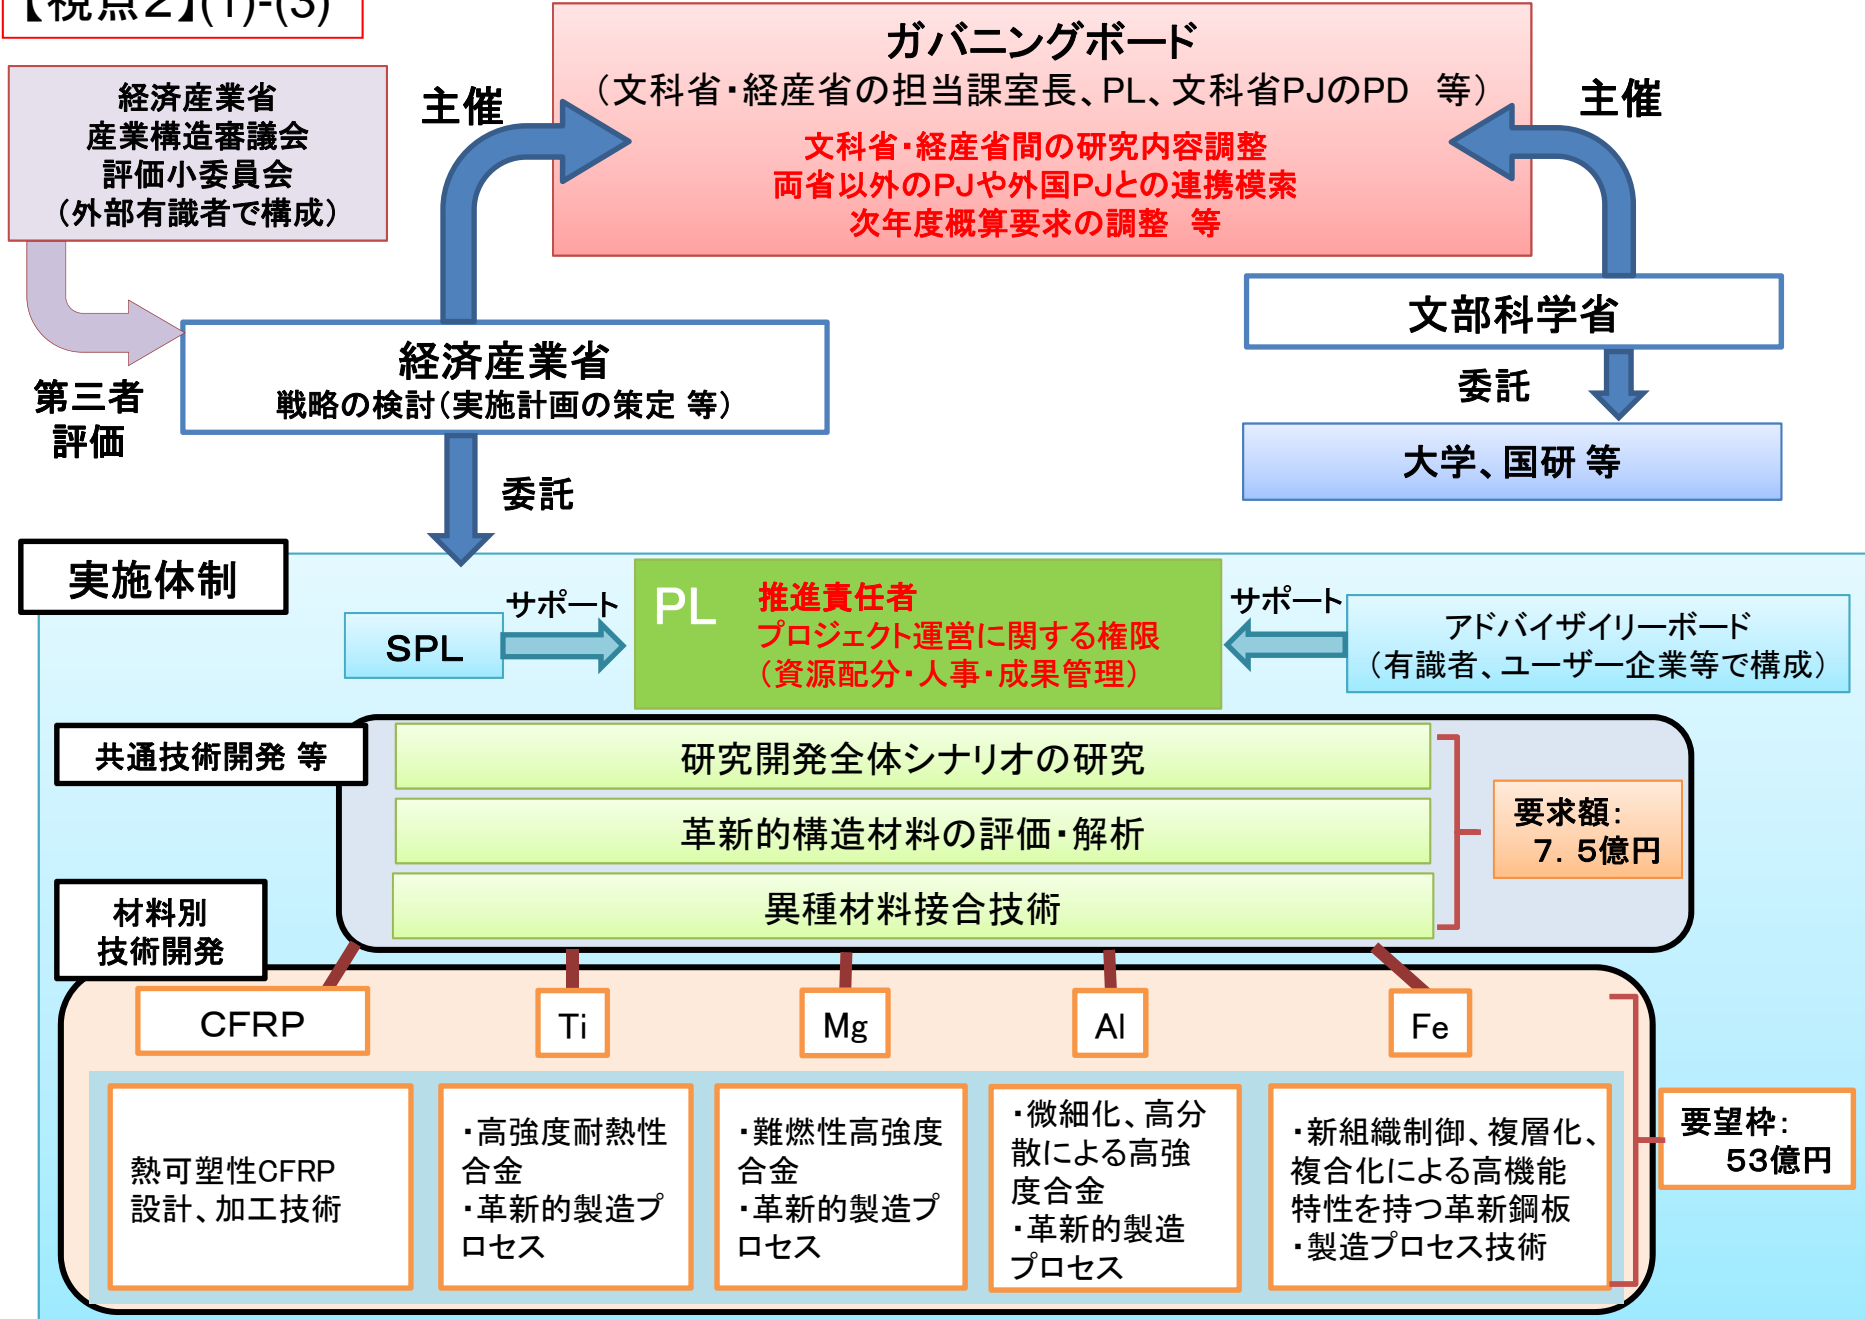 【視点２】(1)-(3)
ガバニングボード
（文科省・経産省の担当課室長、PL、文科省PJのPD　等）
文科省・経産省間の研究内容調整
両省以外のPJや外国PJとの連携模索
次年度概算要求の調整　等
経済産業省
産業構造審議会
評価小委員会
（外部有識者で構成）
主催
主催
第三者
評価
経済産業省
戦略の検討（実施計画の策定 等）
文部科学省
委託
大学、国研 等
委託
実施体制
SPL
サポート
PL
推進責任者
プロジェクト運営に関する権限
（資源配分・人事・成果管理）
サポート
アドバイザイリーボード
（有識者、ユーザー企業等で構成）
共通技術開発 等
研究開発全体シナリオの研究
革新的構造材料の評価・解析
異種材料接合技術
要求額：
７．５億円
材料別
技術開発
CFRP
Ti
Mg
Al
Fe
熱可塑性CFRP
設計、加工技術
・高強度耐熱性
合金
・革新的製造プ
ロセス
・難燃性高強度
合金
・革新的製造プ
ロセス
・微細化、高分
散による高強
度合金
・革新的製造
プロセス
・新組織制御、複層化、
複合化による高機能
特性を持つ革新鋼板
・製造プロセス技術
要望枠：
５３億円